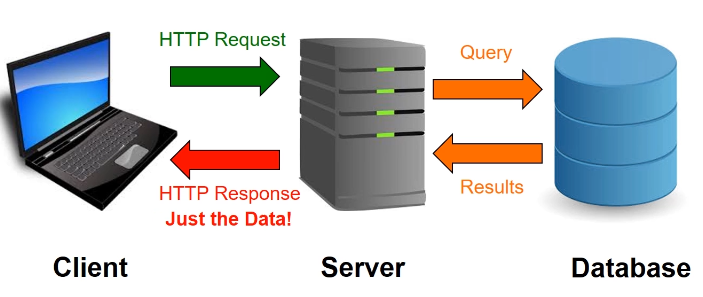 HTTP Request
Query
HTTP Response
Just the Data!
Results
Client
Server
Database